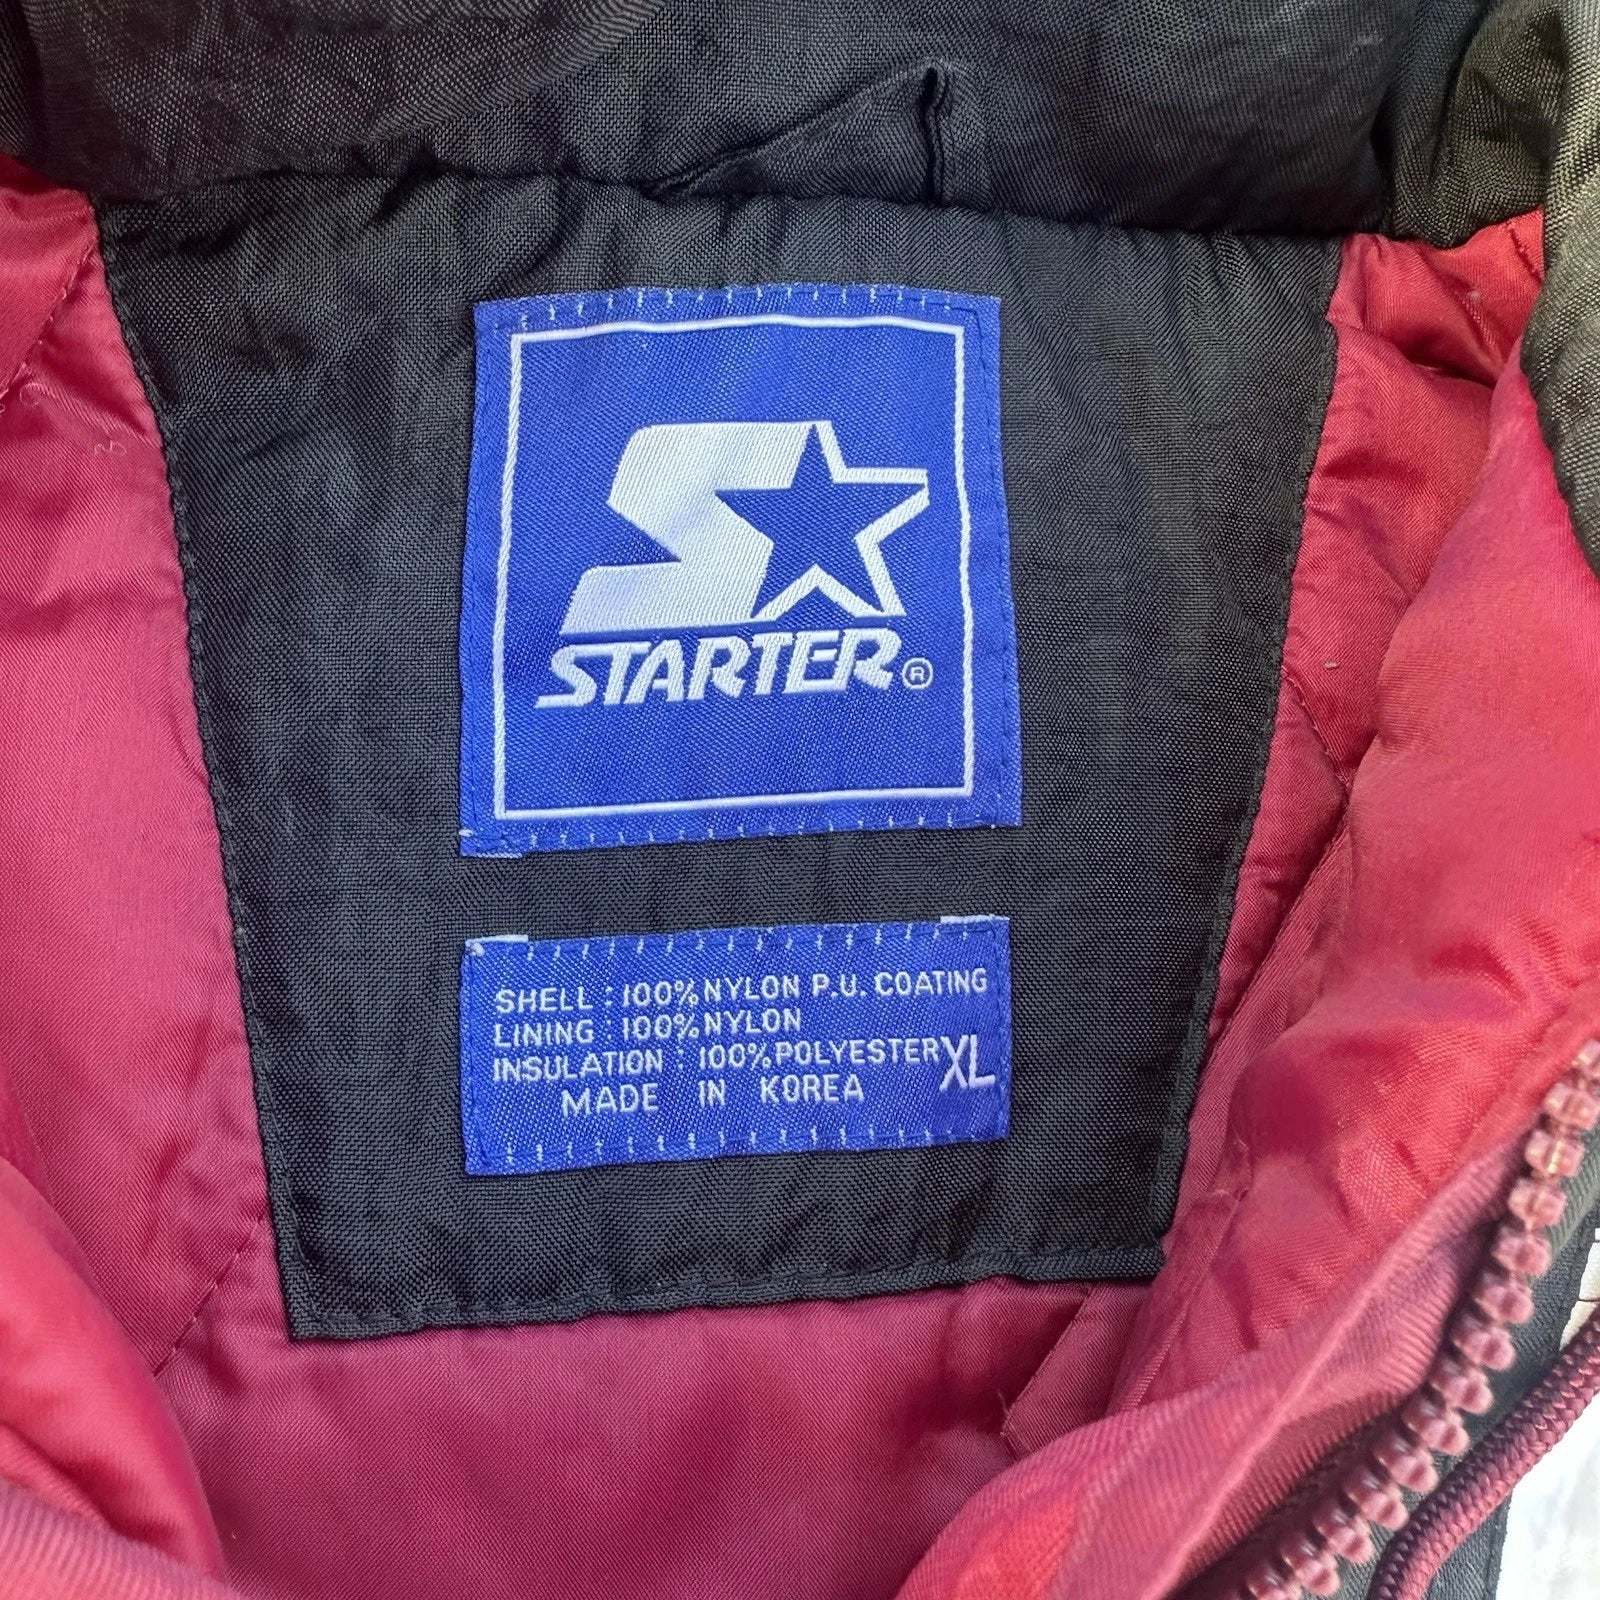 STARTER®
SHELL : 100% NYLON P.U. COATING
LINING : 100% NYLON
INSULATION : 100% POLYESTER XL
MADE IN KOREA